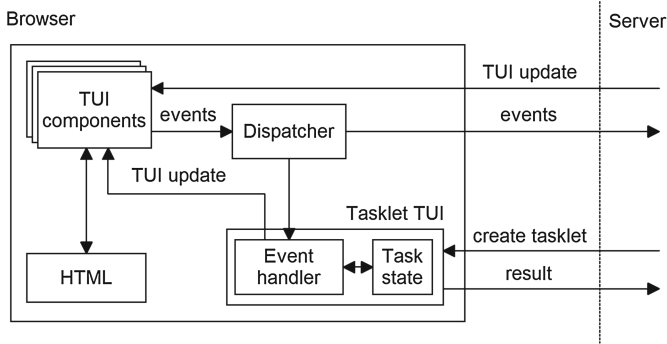 Browser
Server
TUI update
TUI
components
events
Dispatcher
events
TUI update
Tasklet TUI
create tasklet
Event
handler
Task
state
HTML
result